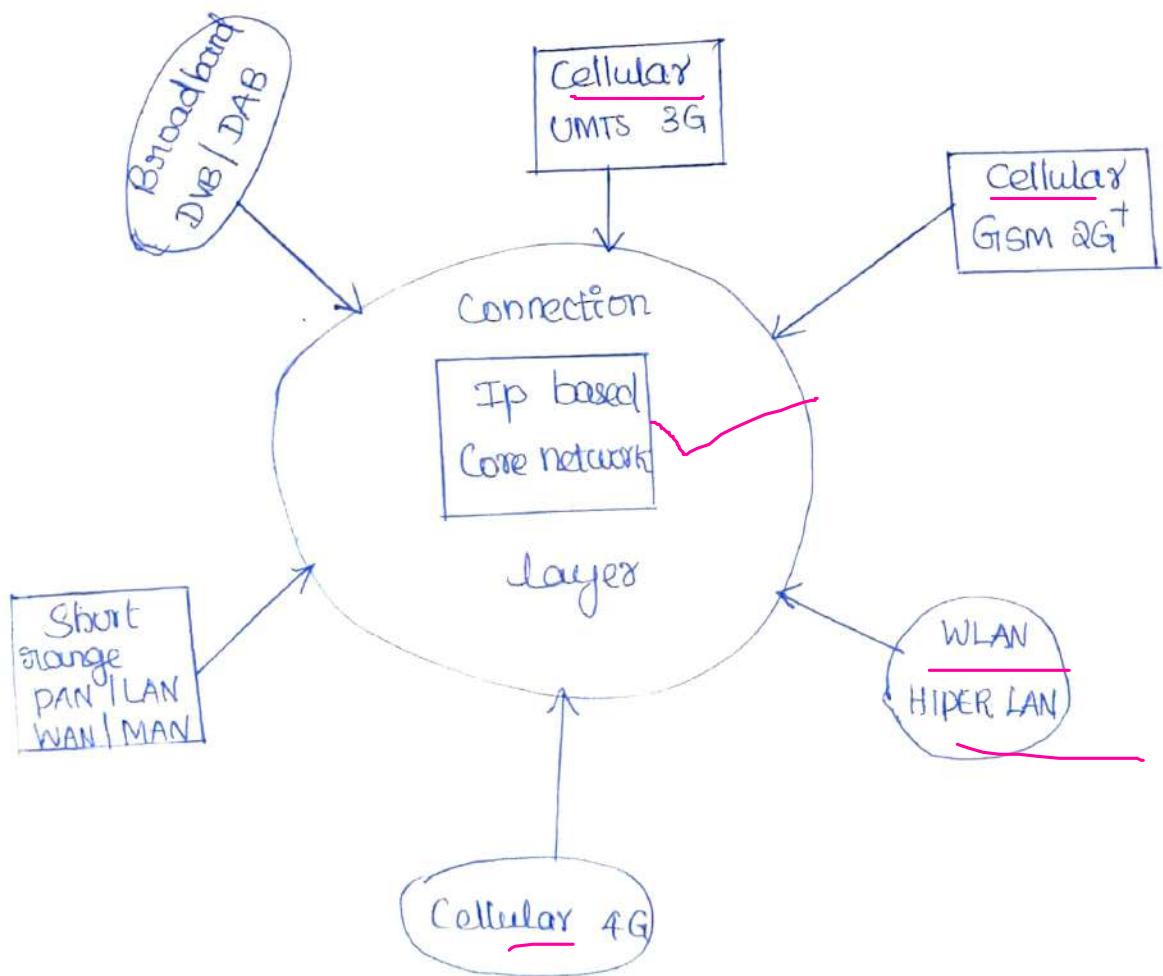 Broadband
DVB / DAB
Cellular
UMTS 3G
Cellular
GSM 2G+
Connection
Ip based
Core network
layer
Short
range
PAN | LAN
WAN | MAN
WLAN
HIPER LAN
Cellular 4G